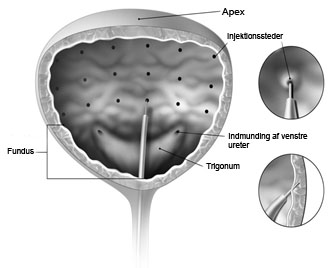 Apex
Injektionssteder
Indmunding af venstre
ureter
Fundus
Trigonum